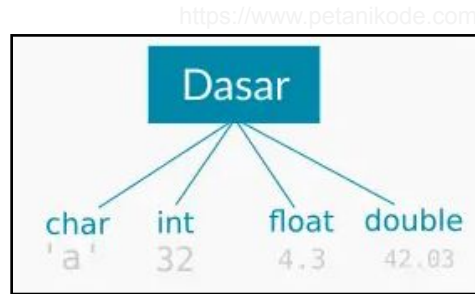 https://www.petanikode.com
Dasar
char int float double
'a' 32 4.3 42.03